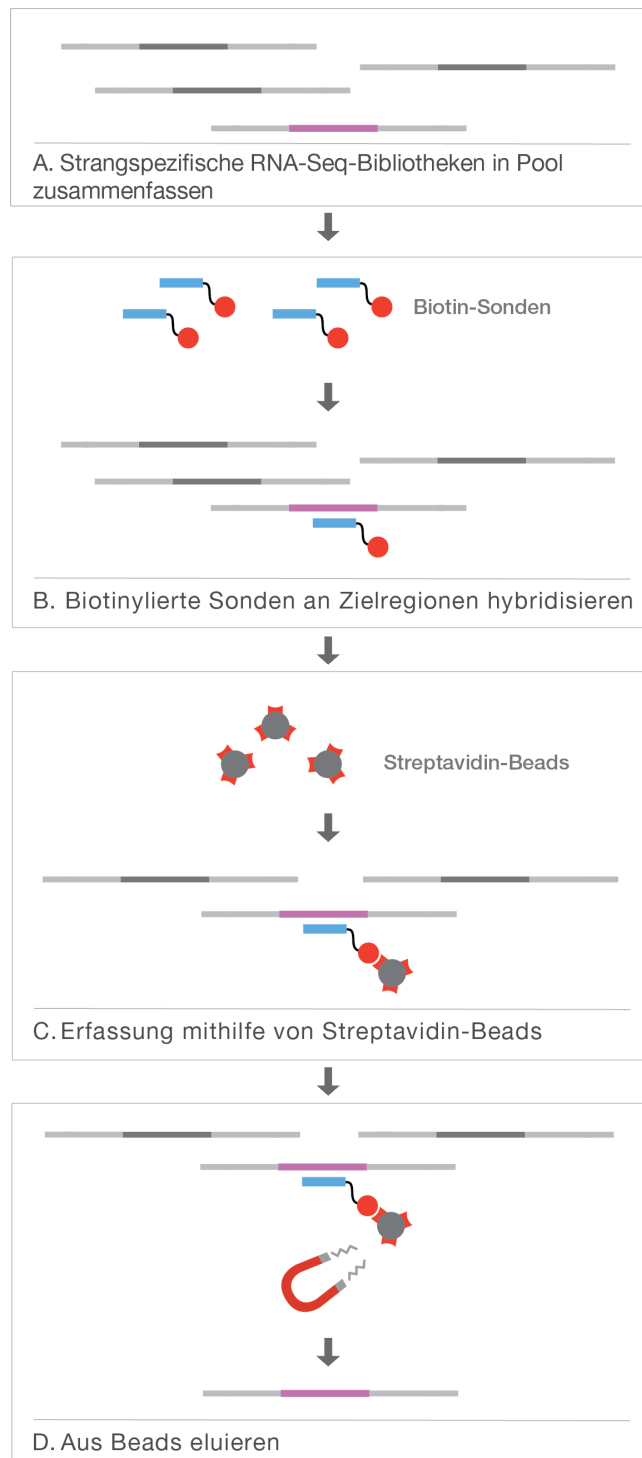 A. Strangspezifische RNA-Seq-Bibliotheken in Pool
zusammenfassen
Biotin-Sonden
B. Biotinylierte Sonden an Zielregionen hybridisieren
Streptavidin-Beads
C. Erfassung mithilfe von Streptavidin-Beads
D. Aus Beads eluieren